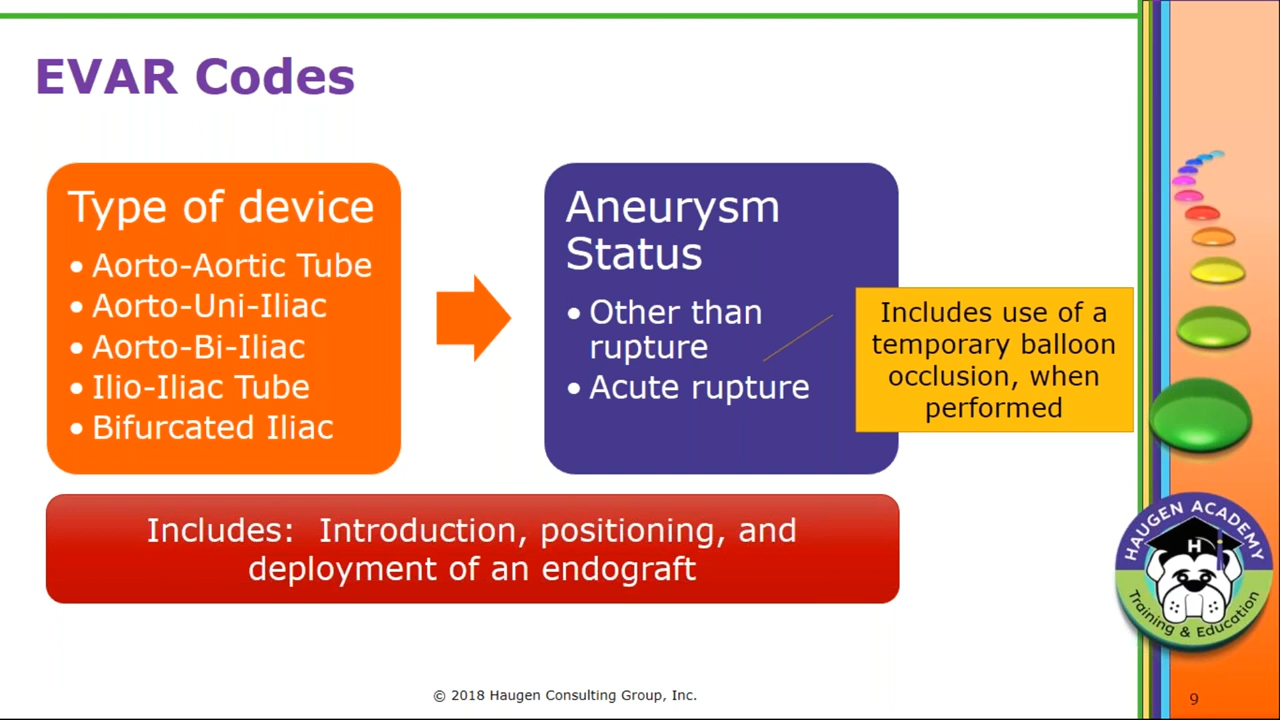 EVAR Codes
Type of device
• Aorto-Aortic Tube
• Aorto-Uni-Iliac
• Aorto-Bi-Iliac
• Ilio-Iliac Tube
• Bifurcated Iliac
Aneurysm
Status
• Other than
rupture
• Acute rupture
Includes use of a
temporary balloon
occlusion, when
performed
Includes: Introduction, positioning, and
deployment of an endograft
HAUGEN ACADEMY
H
Training & Education
© 2018 Haugen Consulting Group, Inc.
9